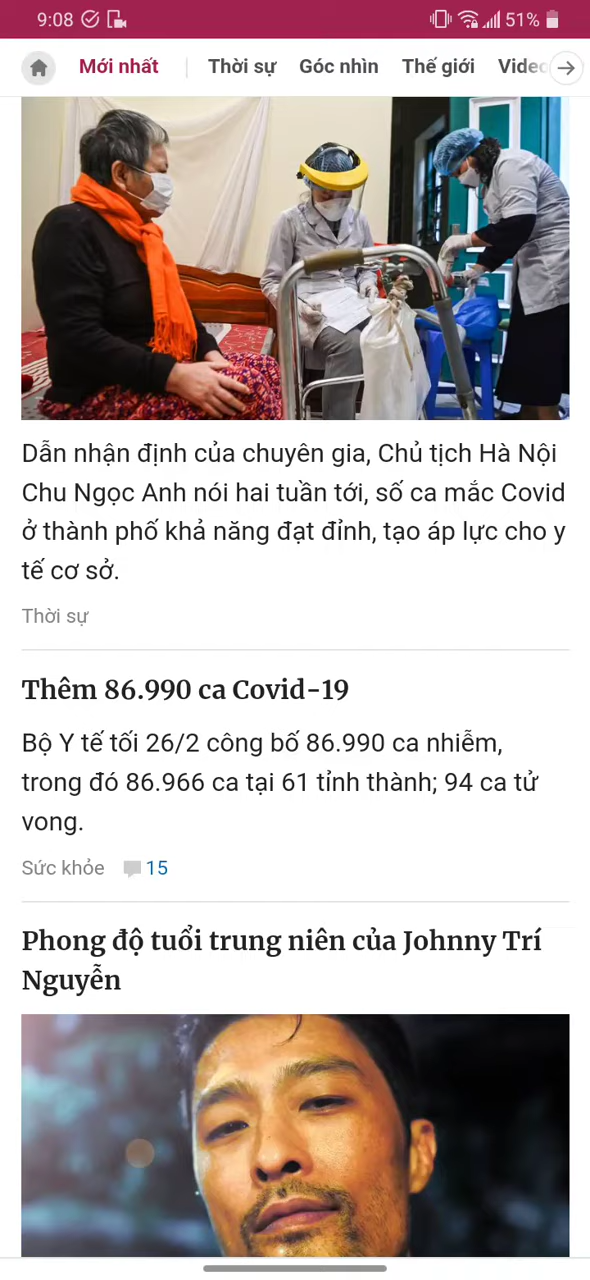 9:08 51%
Mới nhất Thời sự Góc nhìn Thế giới
Dẫn nhận định của chuyên gia, Chủ tịch Hà Nội
Chu Ngọc Anh nói hai tuần tới, số ca mắc Covid
ở thành phố khả năng đạt đỉnh, tạo áp lực cho y
tế cơ sở.
Thời sự
Thêm 86.990 ca Covid-19
Bộ Y tế tối 26/2 công bố 86.990 ca nhiễm,
trong đó 86.966 ca tại 61 tỉnh thành; 94 ca tử
vong.
Sức khỏe 15
Phong độ tuổi trung niên của Johnny Trí
Nguyễn